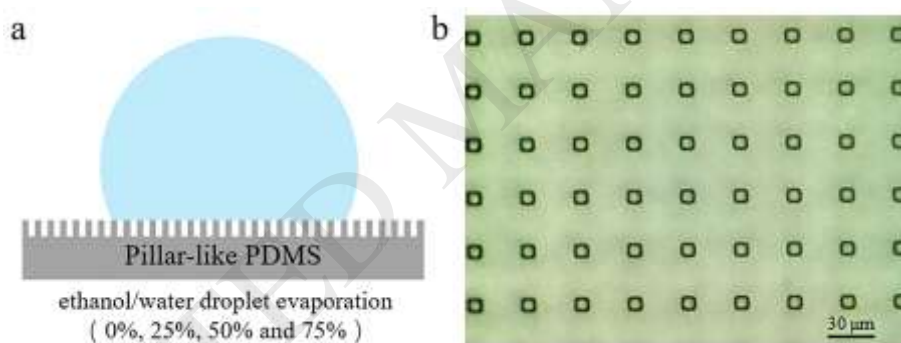 a
b
Pillar-like PDMS
ethanol/water droplet evaporation
( 0%, 25%, 50% and 75% )
30 μm